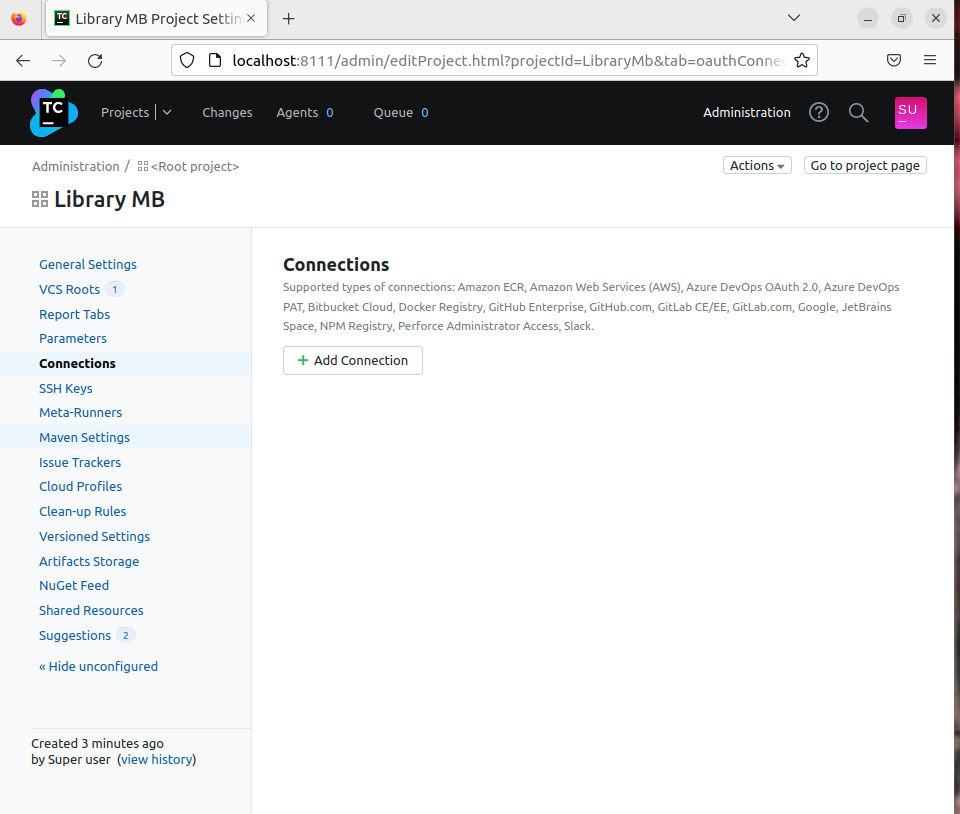 Library MB Project Settin
localhost:8111/admin/editProject.html?projectId=LibraryMb&tab=oauthConnec
TC
Projects
Changes
Agents 0
Queue 0
Administration
SU
Administration / <Root project>
Actions
Go to project page
Library MB
General Settings
VCS Roots 1
Report Tabs
Parameters
Connections
SSH Keys
Meta-Runners
Maven Settings
Issue Trackers
Cloud Profiles
Clean-up Rules
Versioned Settings
Artifacts Storage
NuGet Feed
Shared Resources
Suggestions 2
« Hide unconfigured
Created 3 minutes ago
by Super user (view history)
Connections
Supported types of connections: Amazon ECR, Amazon Web Services (AWS), Azure DevOps OAuth 2.0, Azure DevOps
PAT, Bitbucket Cloud, Docker Registry, GitHub Enterprise, GitHub.com, GitLab CE/EE, GitLab.com, Google, JetBrains
Space, NPM Registry, Perforce Administrator Access, Slack.
+ Add Connection